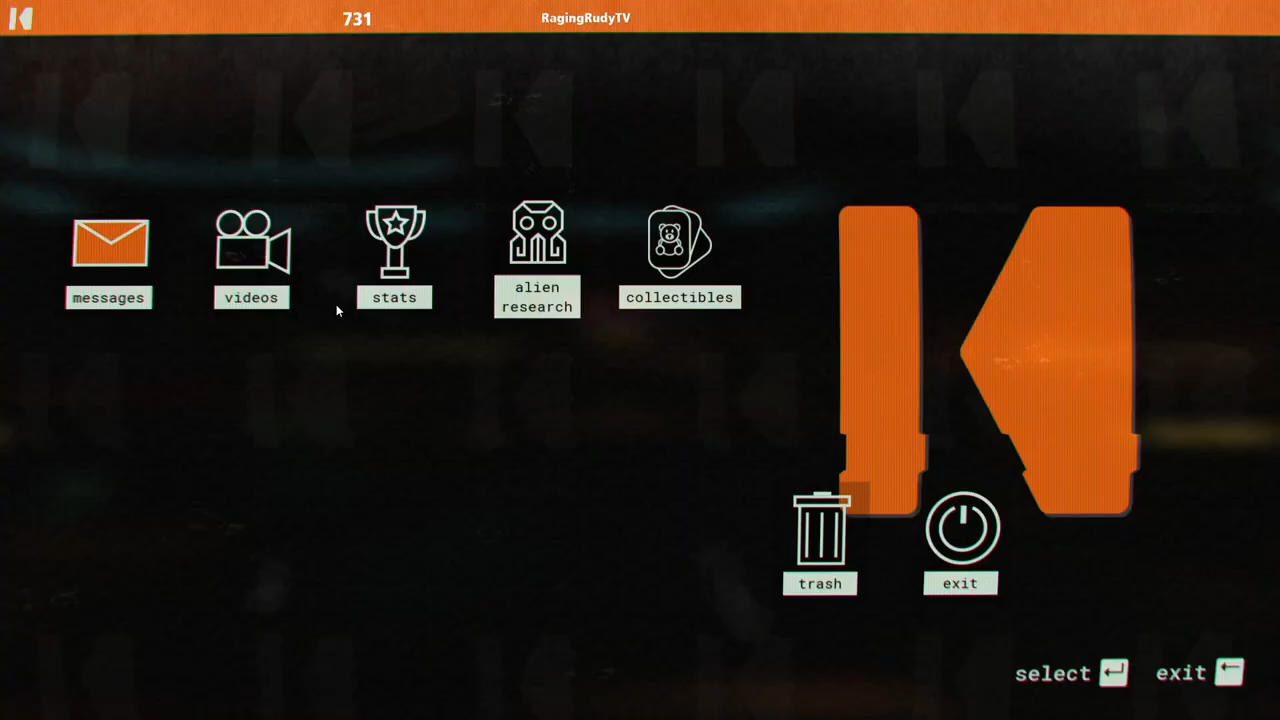 731 RagingRudyTV
messages videos stats alien research collectibles
trash exit
select exit